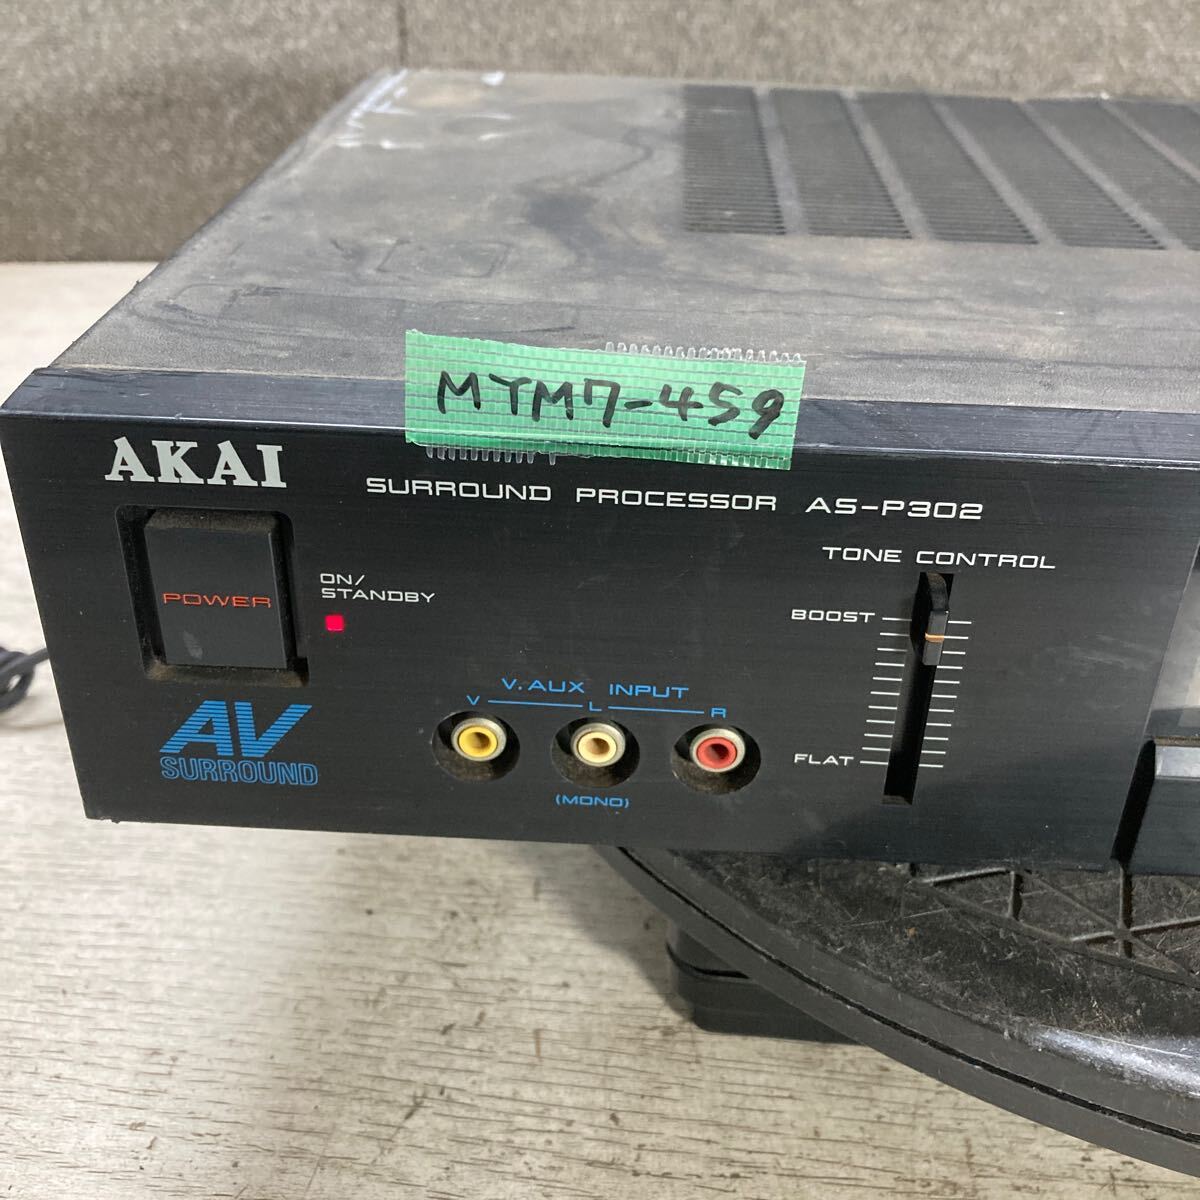 MTM7-459
AKAI
SURROUND PROCESSOR AS-P302
TONE CONTROL
POWER
ON/
STANDBY
BOOST
V. AUX INPUT
V L R
FLAT
(MONO)
AV
SURROUND